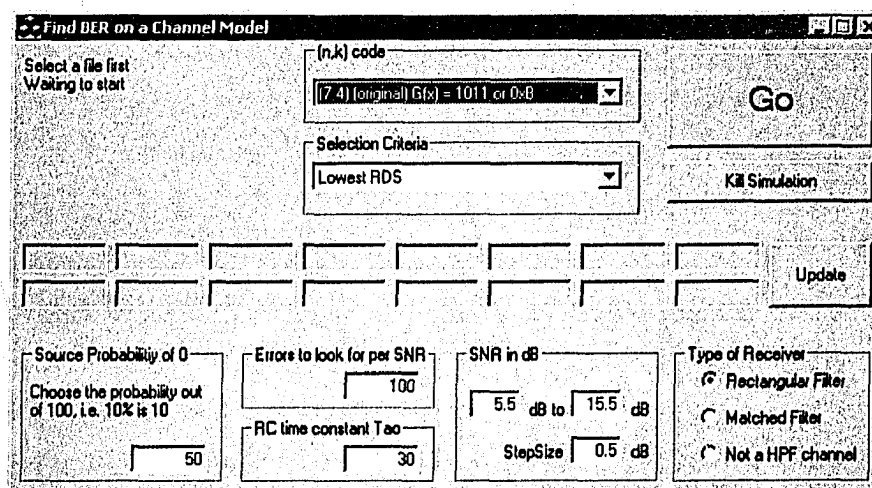 Find BER on a Channel Model
Select a file first
Waiting to start
(n,k) code
(7,4) (original) G(x) = 1011 or 0xB
Go
Selection Criteria
Lowest RDS
Kill Simulation
Update
Source Probability of 0
Choose the probability out
of 100, i.e. 10% is 10
50
Errors to look for per SNR
100
RC time constant Tao
30
SNR in dB
5.5 dB to 15.5 dB
StepSize 0.5 dB
Type of Receiver
Rectangular Filter
Matched Filter
Not a HPF channel